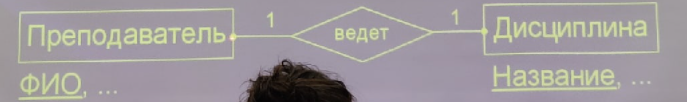 Преподаватель 1 ведет 1 Дисциплина
ФИО, ... Название, ...